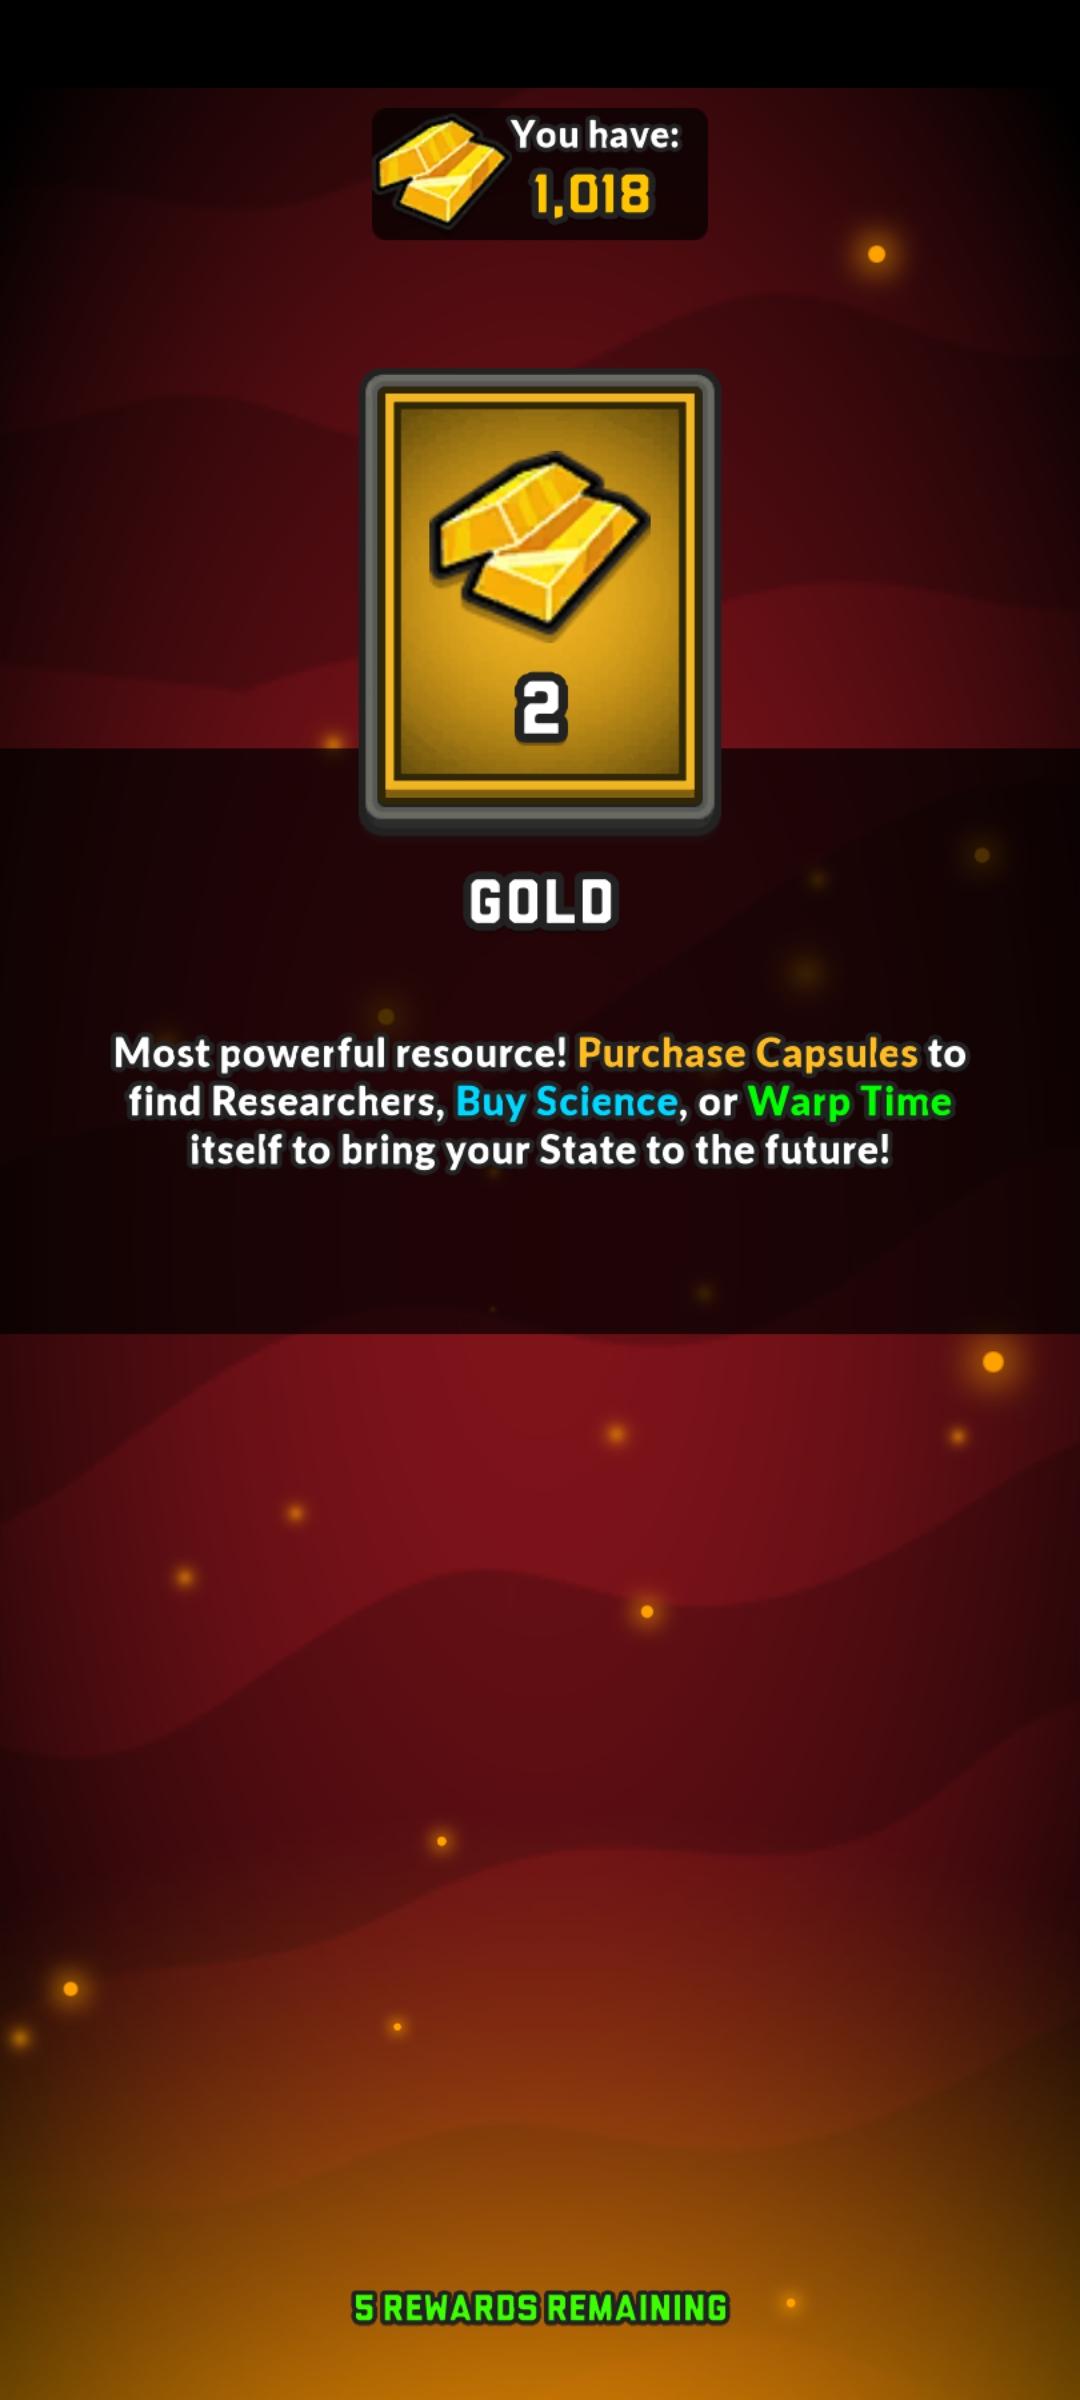 You have:
1,018
2
GOLD
Most powerful resource! Purchase Capsules to
find Researchers, Buy Science, or Warp Time
itself to bring your State to the future!
5 REWARDS REMAINING